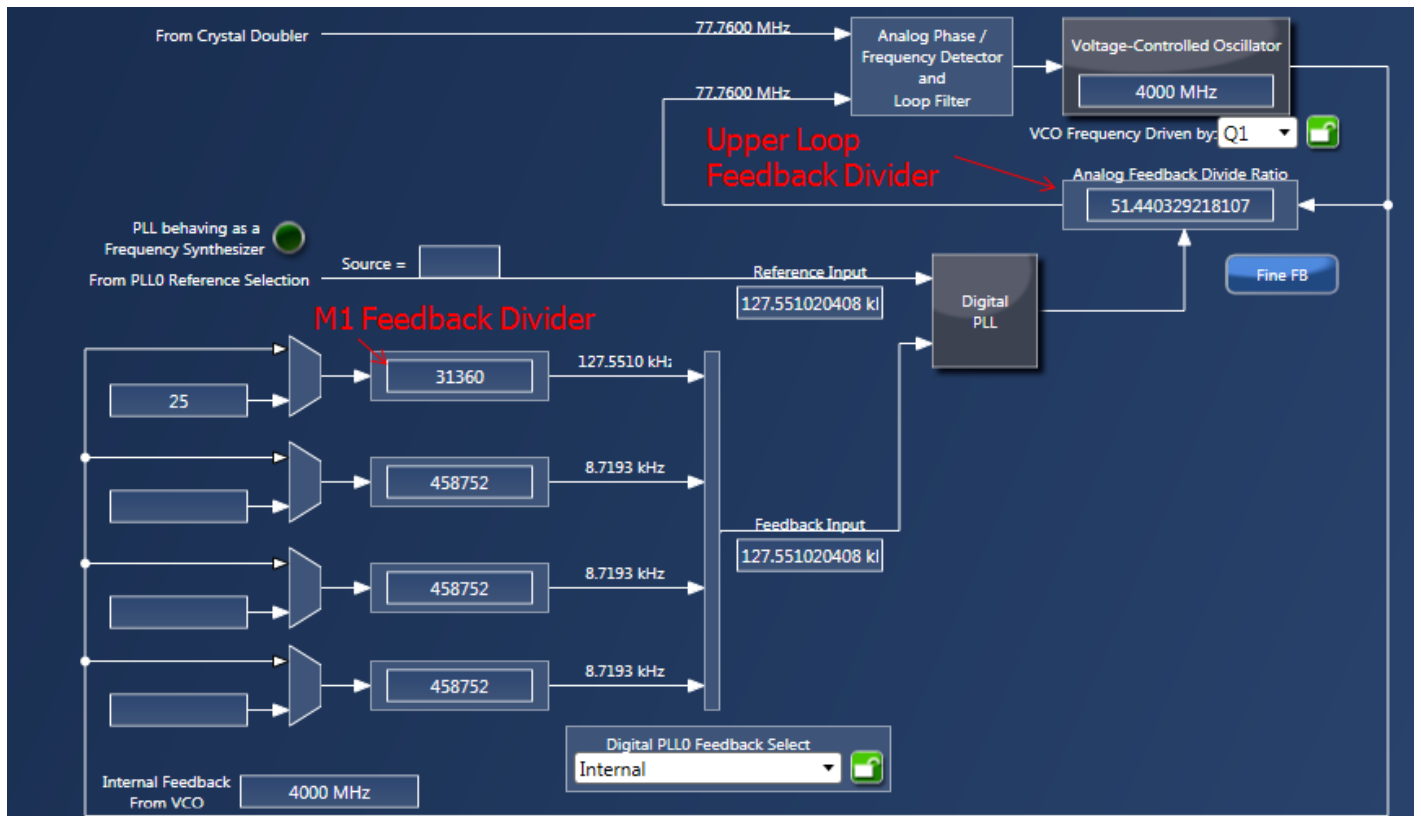 From Crystal Doubler
77.7600 MHz
Analog Phase /
Frequency Detector
and
Loop Filter
Voltage-Controlled Oscillator
4000 MHz
77.7600 MHz
VCO Frequency Driven by:
Q1
Upper Loop
Feedback Divider
Analog Feedback Divide Ratio
51.440329218107
PLL behaving as a
Frequency Synthesizer
From PLL0 Reference Selection
Source =
Reference Input
127.551020408 kl
Digital
PLL
Fine FB
M1 Feedback Divider
31360
127.5510 kHz
25
458752
8.7193 kHz
Feedback Input
127.551020408 kl
458752
8.7193 kHz
458752
8.7193 kHz
Digital PLL0 Feedback Select
Internal
Internal Feedback
From VCO
4000 MHz